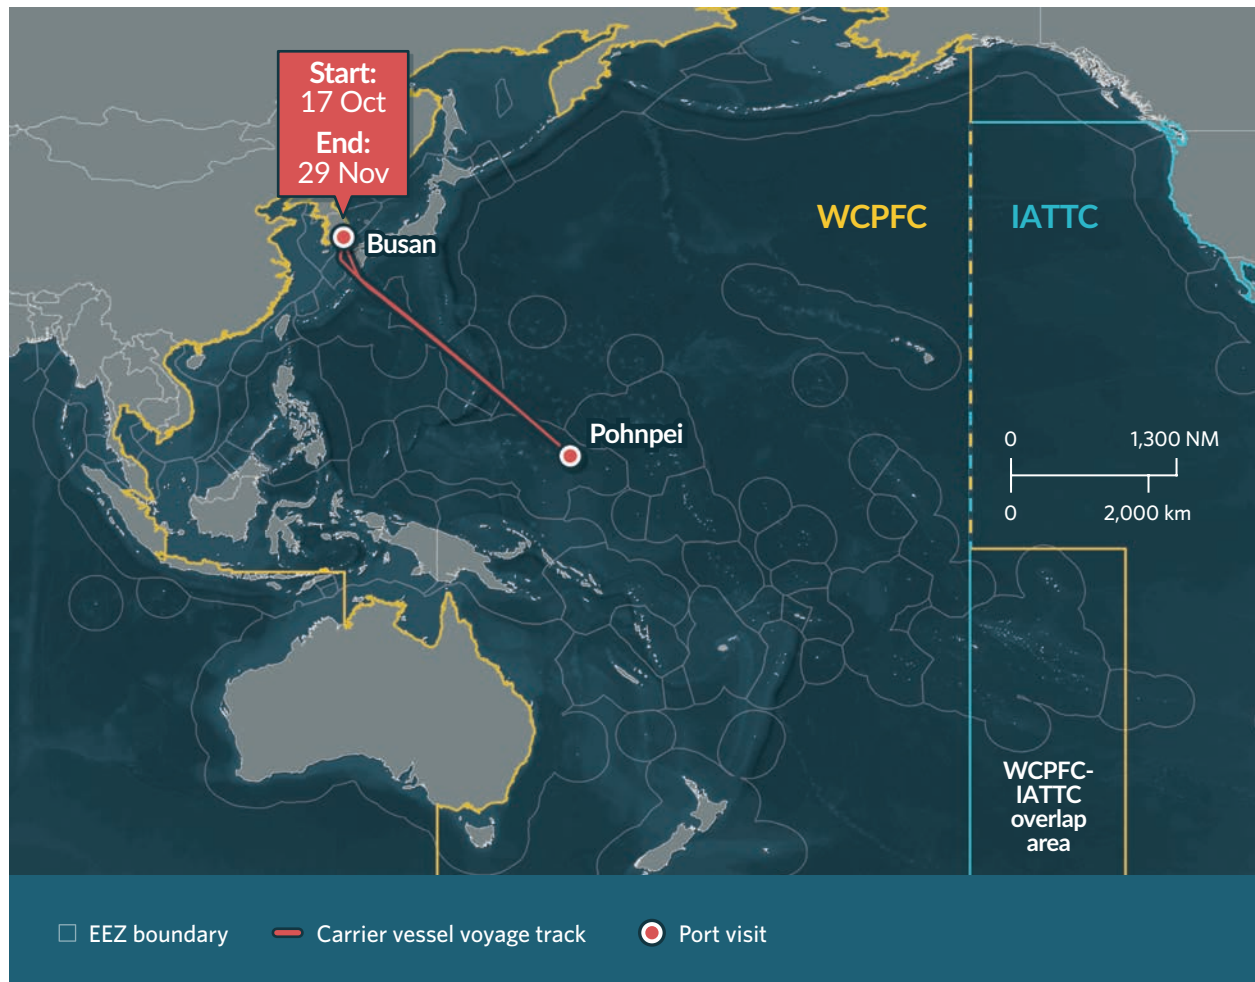 Start:
17 Oct
End:
29 Nov
Busan
WCPFC
IATTC
Pohnpei
0
1,300 NM
0
2,000 km
WCPFC-
IATTC
overlap
area
EEZ boundary
Carrier vessel voyage track
Port visit